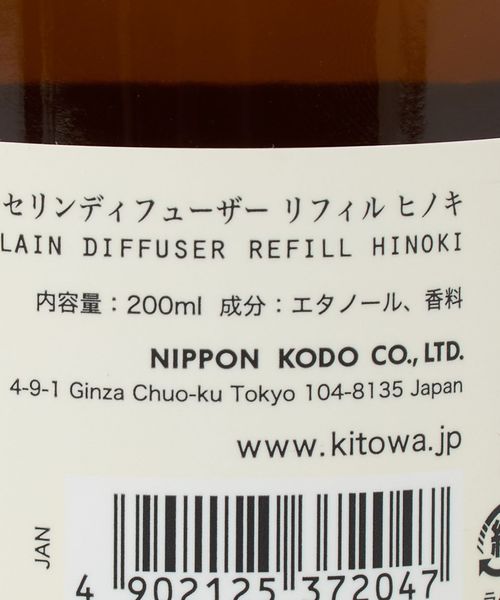 セリンディフューザー リフィル ヒノキ
LAIN DIFFUSER REFILL HINOKI
内容量：200ml 成分：エタノール、香料
NIPPON KODO CO., LTD.
4-9-1 Ginza Chuo-ku Tokyo 104-8135 Japan
www.kitowa.jp
JAN
4 902125 372047